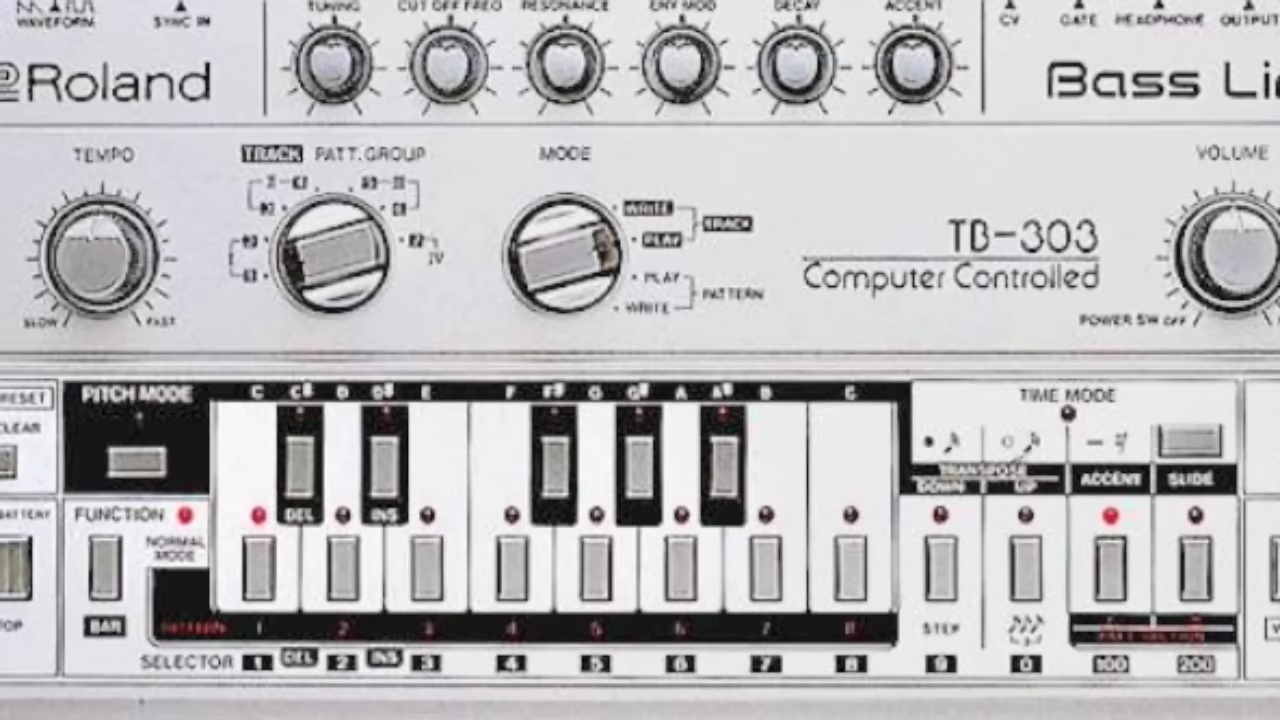 TUNING CUT OFF FREQ RESONANCE ENV MOD DECAY ACCENT CV GATE HEADPHONE OUTPUT
WAVEFORM SYNC IN
Roland Bass Li
TEMPO TRACK PATT.GROUP MODE VOLUME
WRITE
TRACK
PLAY
TB-303
Computer Controlled
PLAY
PATTERN
WRITE
SLOW FAST POWER SW OFF
RESET PITCH MODE C C# D D# E F F# G G# A A# B C TIME MODE
CLEAR
TRANSPOSE
DOWN UP ACCENT SLIDE
BATTERY FUNCTION DEL INS
NORMAL
MODE
TOP BAR PATTERN 1 2 3 4 5 6 7 8 STEP
SELECTOR 1 DEL 2 INS 3 4 5 6 7 8 9 0 100 200